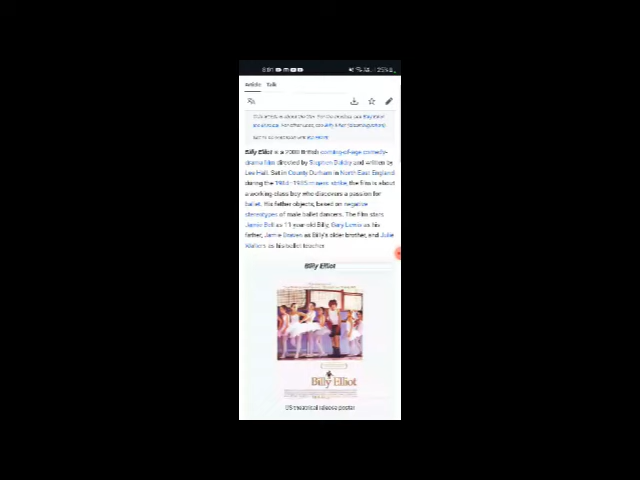 Article Talk
Billy Elliot is a 2000 British coming-of-age comedy-
drama film directed by Stephen Daldry and written by
Lee Hall. Set in County Durham in North East England
during the 1984–1985 miners' strike, the film is about
a working-class boy who discovers a passion for
ballet. His father objects, based on negative
stereotypes of male ballet dancers. The film stars
Jamie Bell as 11-year-old Billy, Gary Lewis as his
father, Jamie Draven as Billy's older brother, and Julie
Walters as his ballet teacher.
Billy Elliot
Billy Elliot
US theatrical release poster